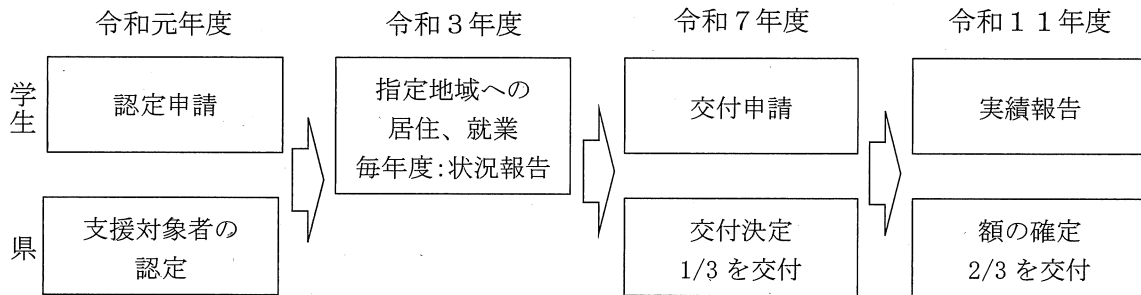 令和元年度
令和３年度
令和７年度
令和１１年度
学生
認定申請
指定地域への
居住、就業
毎年度:状況報告
交付申請
実績報告
県
支援対象者の
認定
交付決定
1/3 を交付
額の確定
2/3 を交付